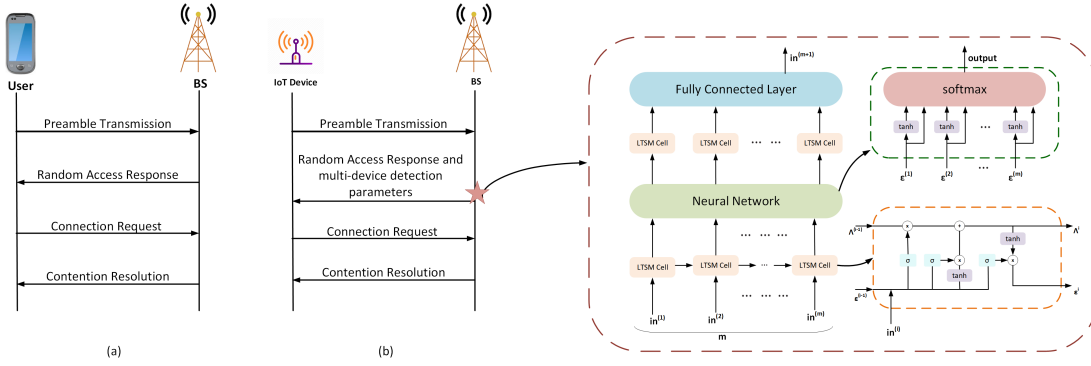 User
BS
Preamble Transmission
Random Access Response
Connection Request
Contention Resolution
(a)
IoT Device
BS
Preamble Transmission
Random Access Response and
multi-device detection
parameters
Connection Request
Contention Resolution
(b)
in(m+1)
Fully Connected Layer
LTSM Cell
LTSM Cell
... ...
LTSM Cell
Neural Network
... ... ...
LTSM Cell
LTSM Cell
...
LTSM Cell
... ... ...
in(1)
in(2)
in(m)
m
output
softmax
tanh
tanh
...
tanh
ε(1)
ε(2)
...
ε(m)
Λ(i-1)
x
+
Λi
tanh
σ
σ
x
σ
x
tanh
ε(i-1)
εi
in(i)